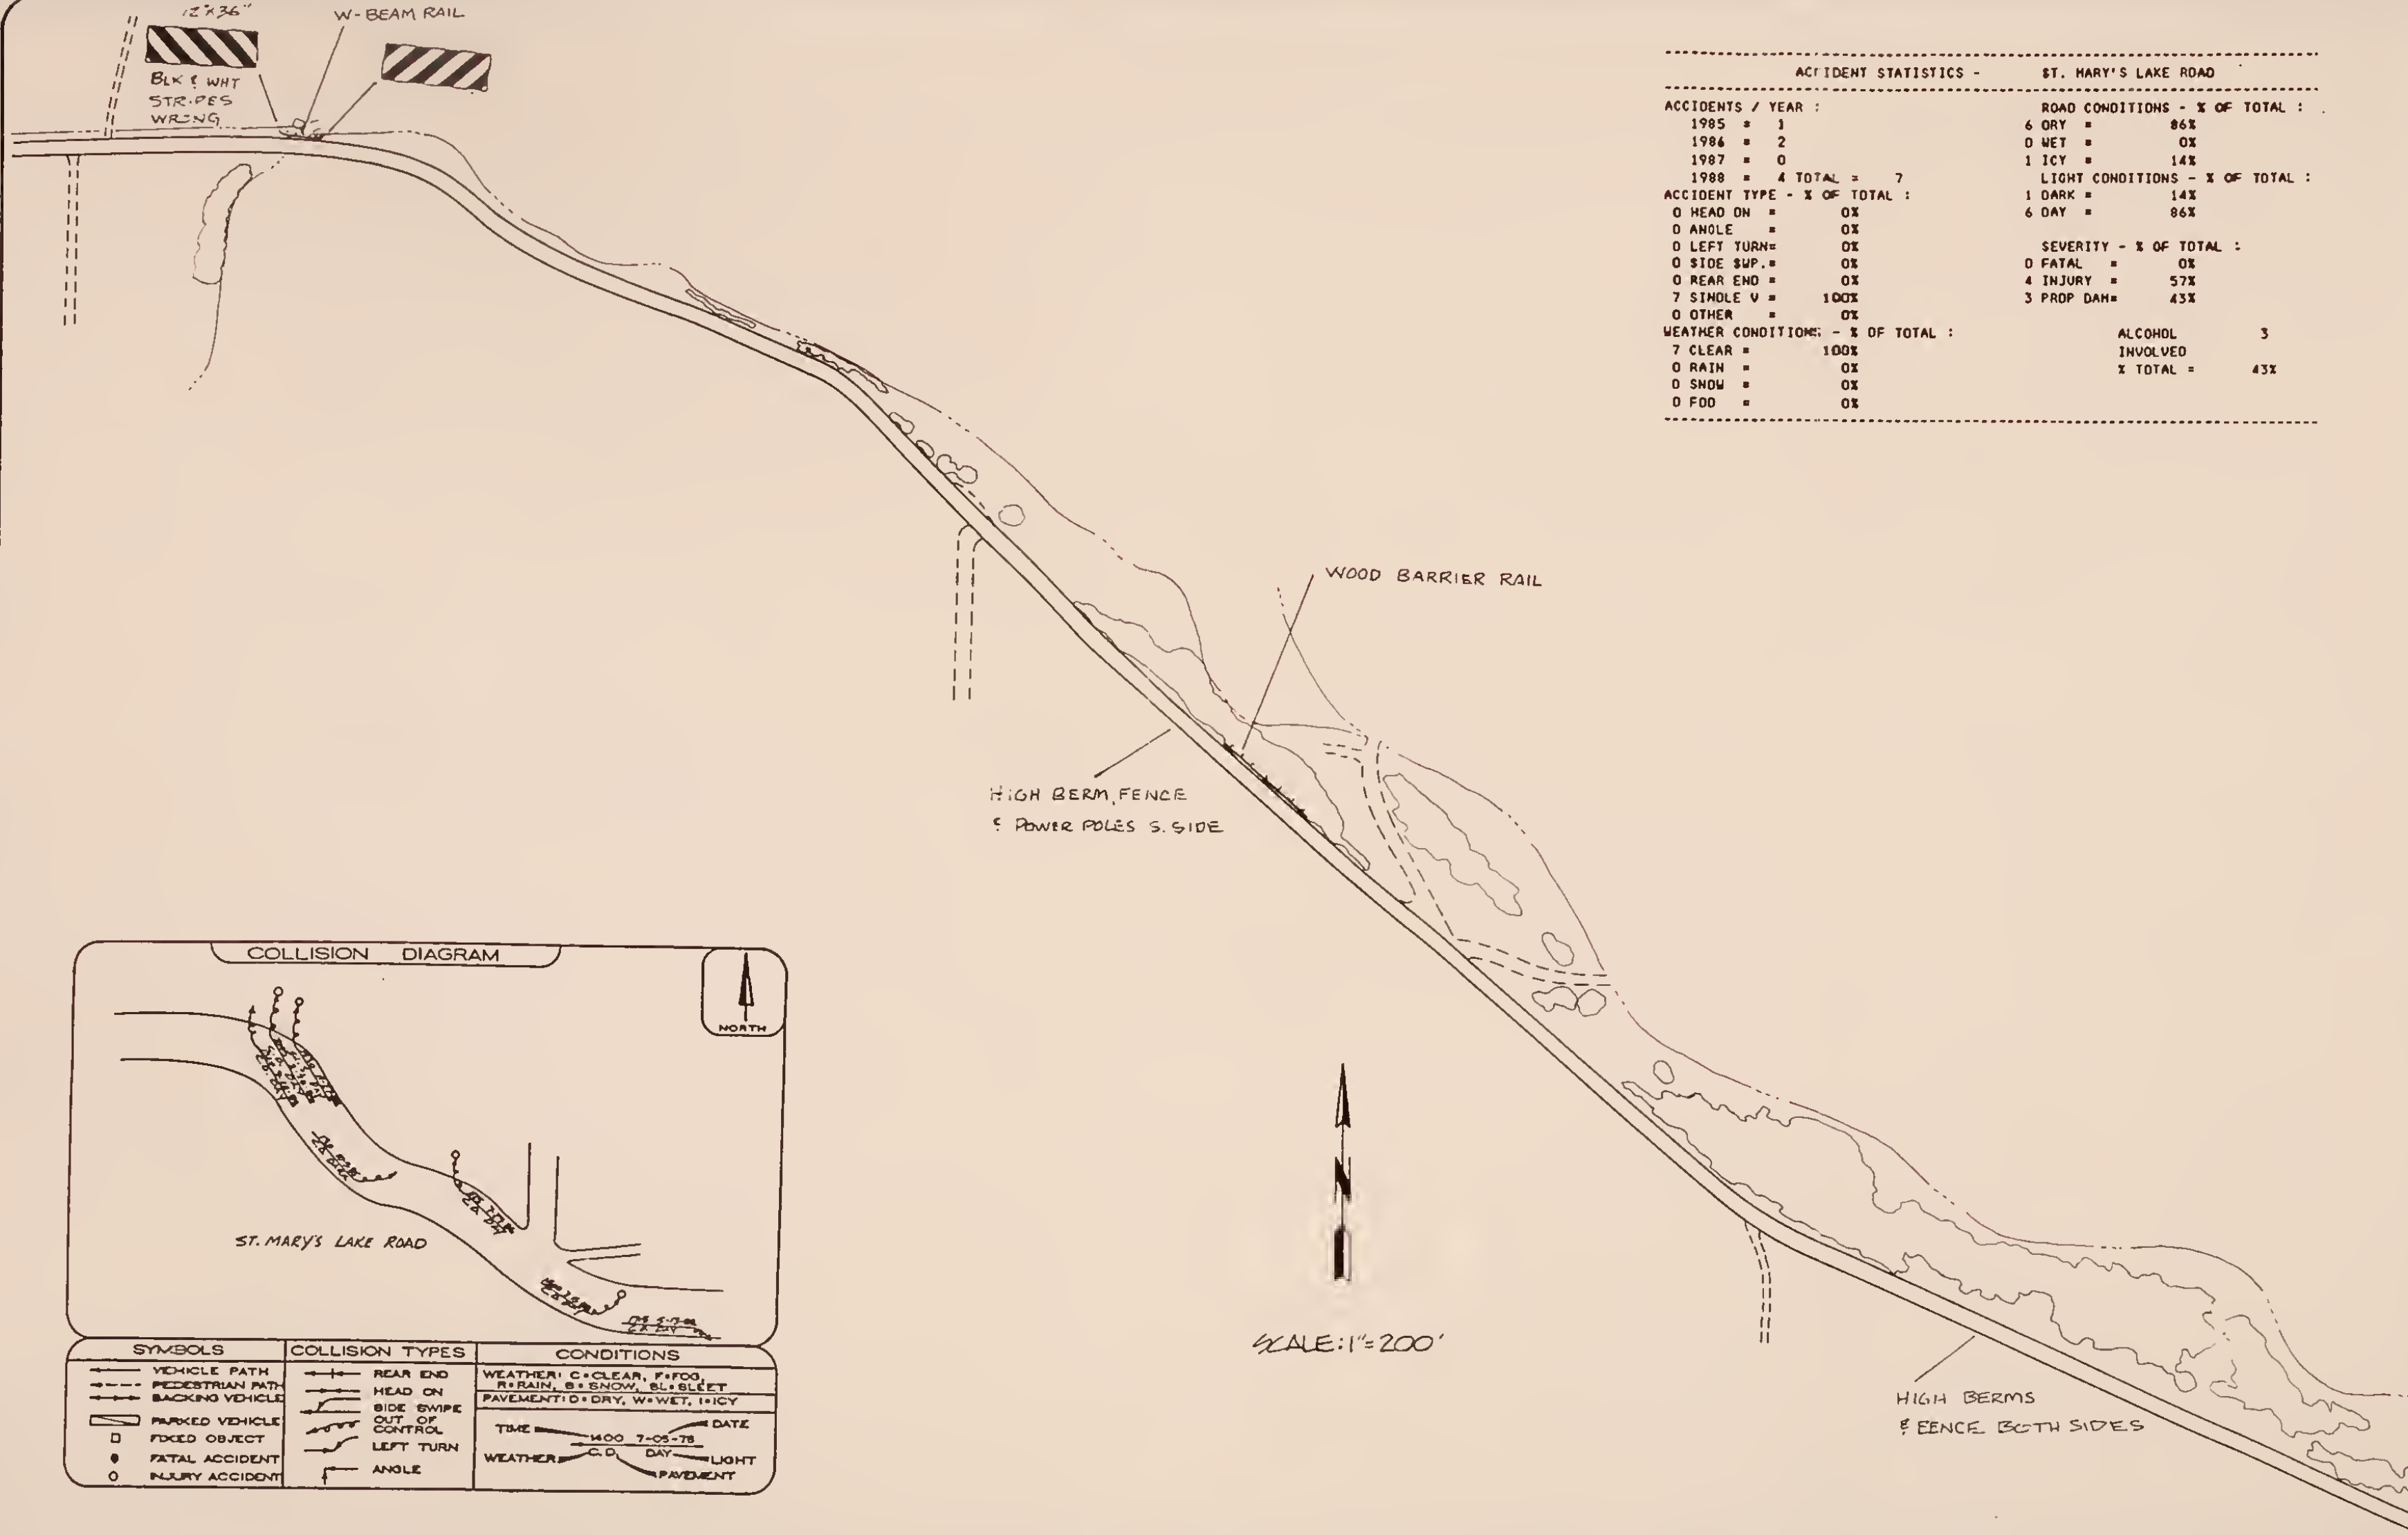 12"X36"
BLK & WHT
STRIPES
WRONG
W-BEAM RAIL
ACCIDENT STATISTICS - ST. MARY'S LAKE ROAD
ACCIDENTS / YEAR :
1985 = 1
1986 = 2
1987 = 0
1988 = 4 TOTAL = 7
ACCIDENT TYPE - % OF TOTAL :
0 HEAD ON = 0%
0 ANGLE = 0%
0 LEFT TURN= 0%
0 SIDE SWP.= 0%
0 REAR END = 0%
7 SINGLE V = 100%
0 OTHER = 0%
WEATHER CONDITIONS - % OF TOTAL :
7 CLEAR = 100%
0 RAIN = 0%
0 SNOW = 0%
0 FOG = 0%
ROAD CONDITIONS - % OF TOTAL :
6 DRY = 86%
0 WET = 0%
1 ICY = 14%
LIGHT CONDITIONS - % OF TOTAL :
1 DARK = 14%
6 DAY = 86%
SEVERITY - % OF TOTAL :
0 FATAL = 0%
4 INJURY = 57%
3 PROP DAM= 43%
ALCOHOL 3
INVOLVED
% TOTAL = 43%
WOOD BARRIER RAIL
HIGH BERM, FENCE
& POWER POLES S. SIDE
COLLISION DIAGRAM
NORTH
ST. MARY'S LAKE ROAD
N
SCALE: 1"=200'
HIGH BERMS
& FENCE BOTH SIDES
SYMBOLS
VEHICLE PATH
PEDESTRIAN PATH
BACKING VEHICLE
PARKED VEHICLE
FIXED OBJECT
FATAL ACCIDENT
INJURY ACCIDENT
COLLISION TYPES
REAR END
HEAD ON
SIDE SWIPE
OUT OF
CONTROL
LEFT TURN
ANGLE
CONDITIONS
WEATHER: C=CLEAR, F=FOG,
R=RAIN, S=SNOW, SL=SLEET
PAVEMENT: D=DRY, W=WET, I=ICY
TIME DATE
1400 7-05-78
C.D. DAY
WEATHER LIGHT
PAVEMENT